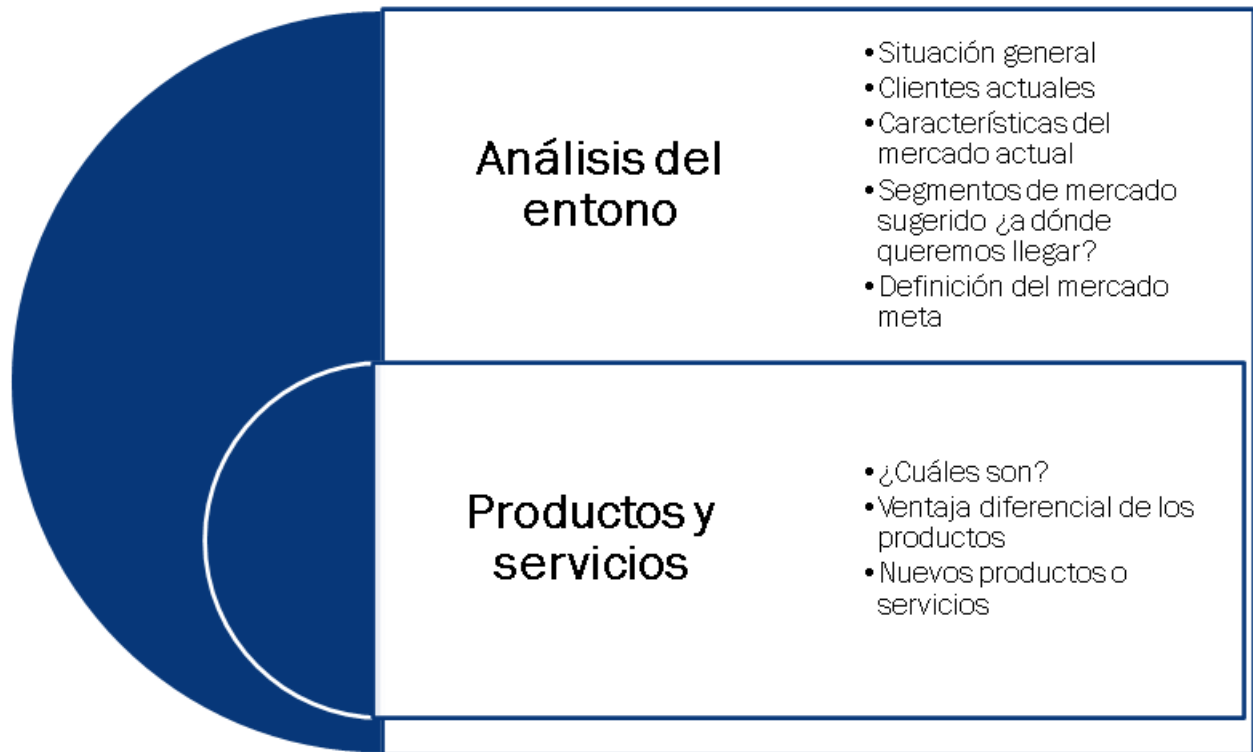 Análisis del
entono
•Situación general
•Clientes actuales
•Características del
mercado actual
•Segmentos de mercado
sugerido ¿a dónde
queremos llegar?
•Definición del mercado
meta
Productos y
servicios
•¿Cuáles son?
•Ventaja diferencial de los
productos
•Nuevos productos o
servicios